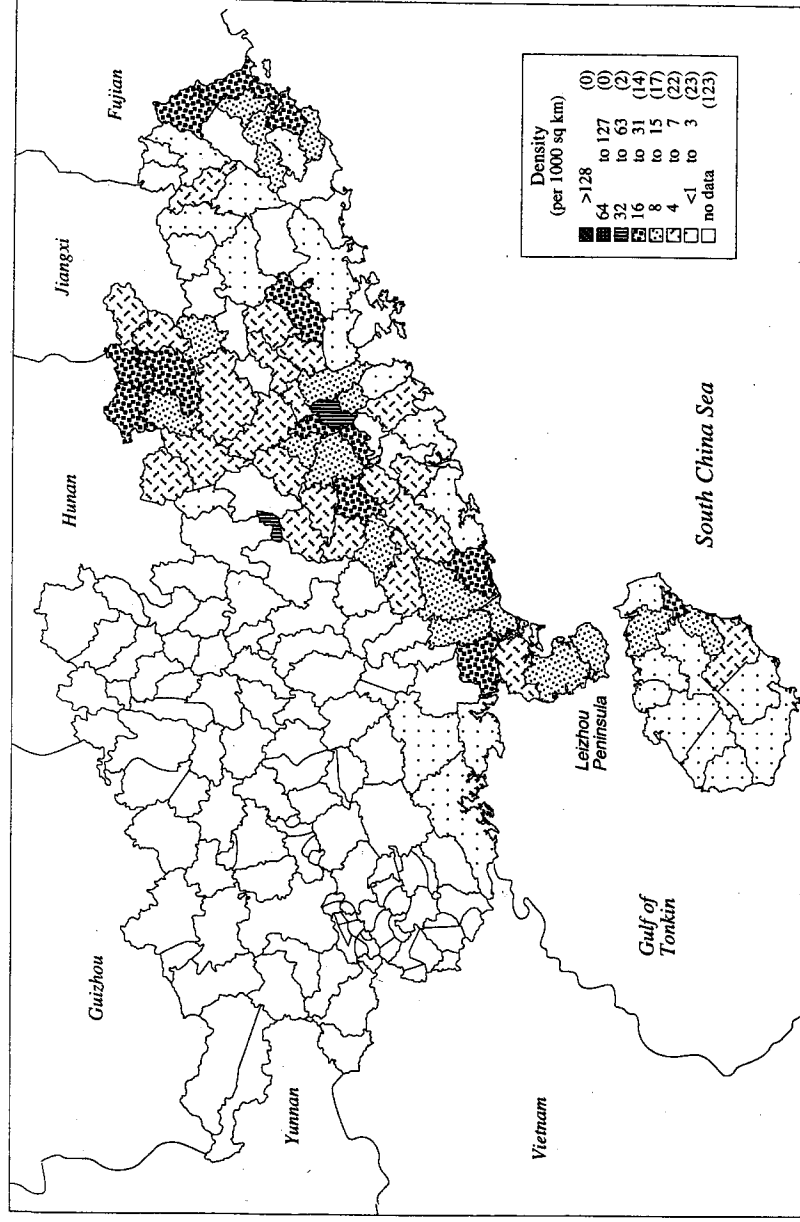 Fujian
Jiangxi
Hunan
Guizhou
Yunnan
Vietnam
Gulf of
Tonkin
Leizhou
Peninsula
South China Sea
Density
(per 1000 sq km)
>128 (0)
64 to 127 (0)
32 to 63 (2)
16 to 31 (14)
8 to 15 (17)
4 to 7 (22)
<1 to 3 (23)
no data (123)